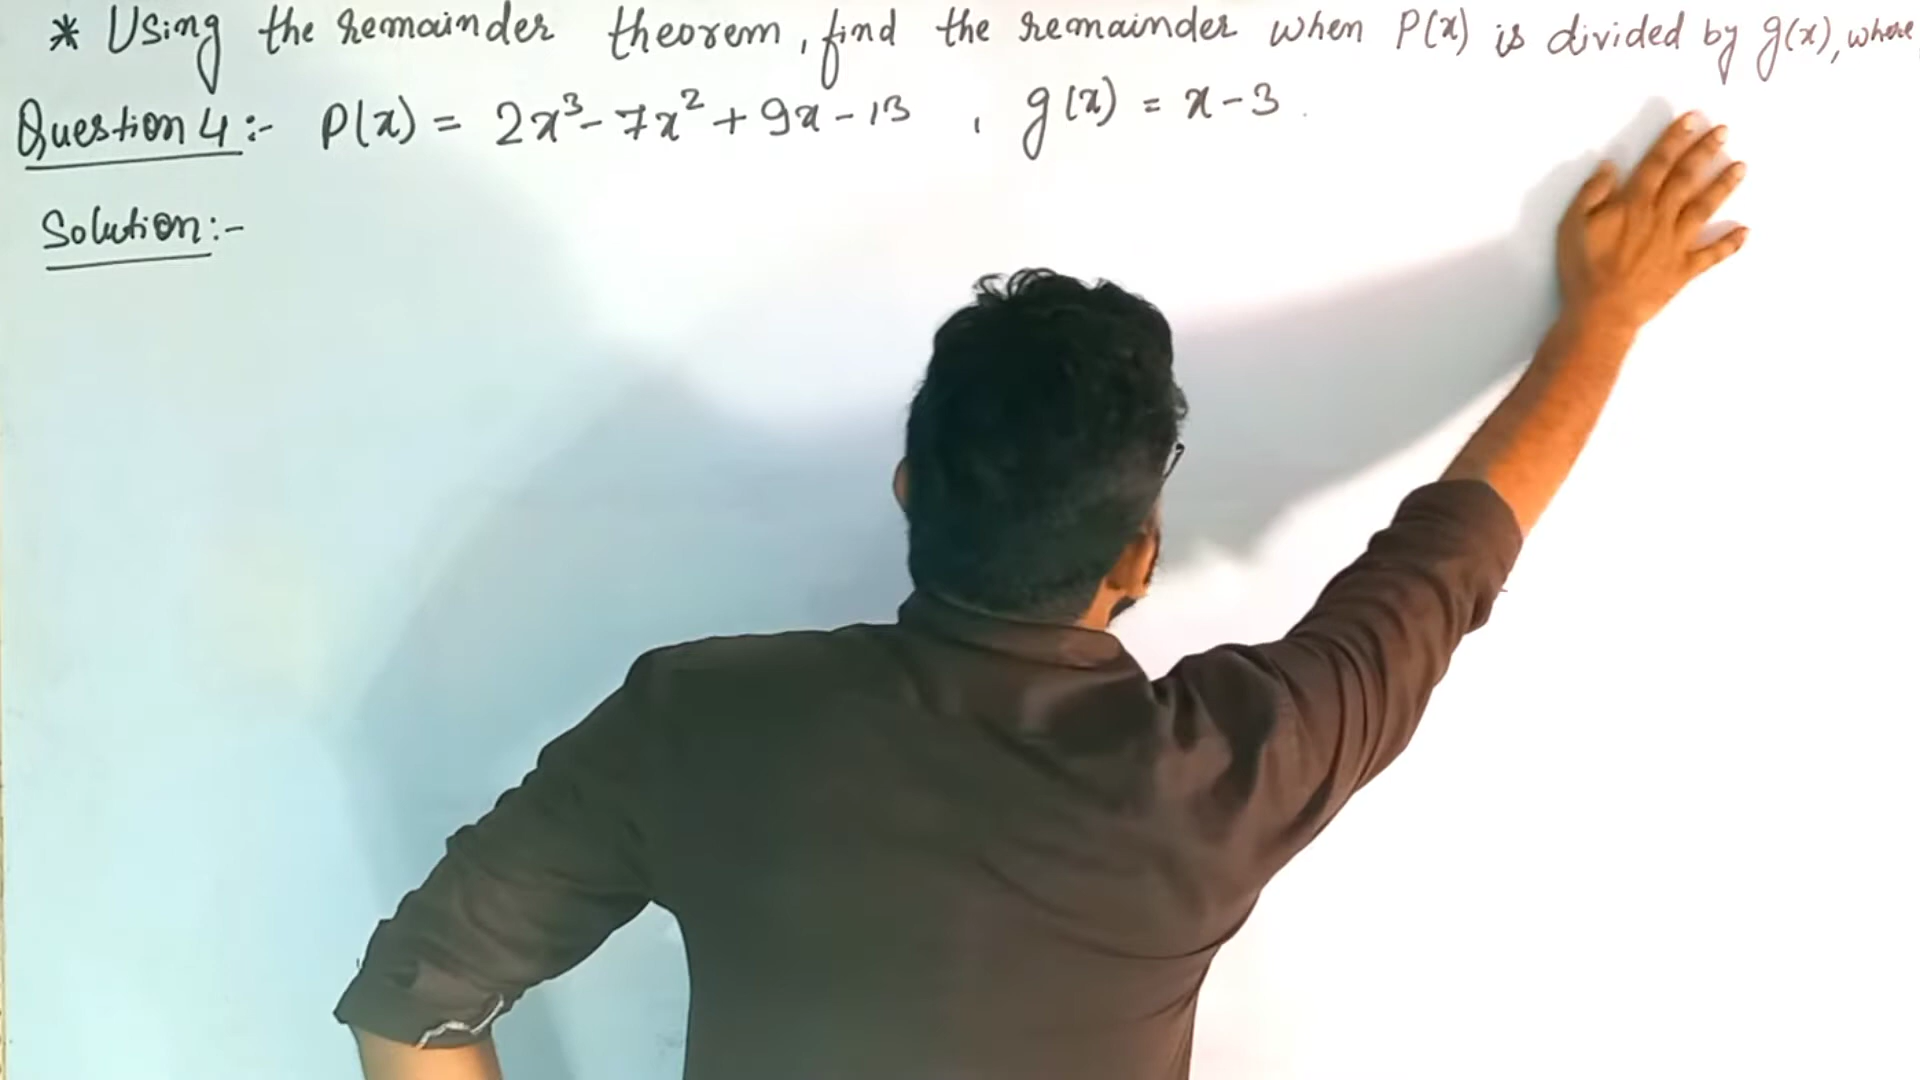 * Using the remainder theorem, find the remainder when P(x) is divided by g(x), where
Question 4:- P(x) = 2x³ - 7x² + 9x - 13 , g(x) = x - 3
Solution:-